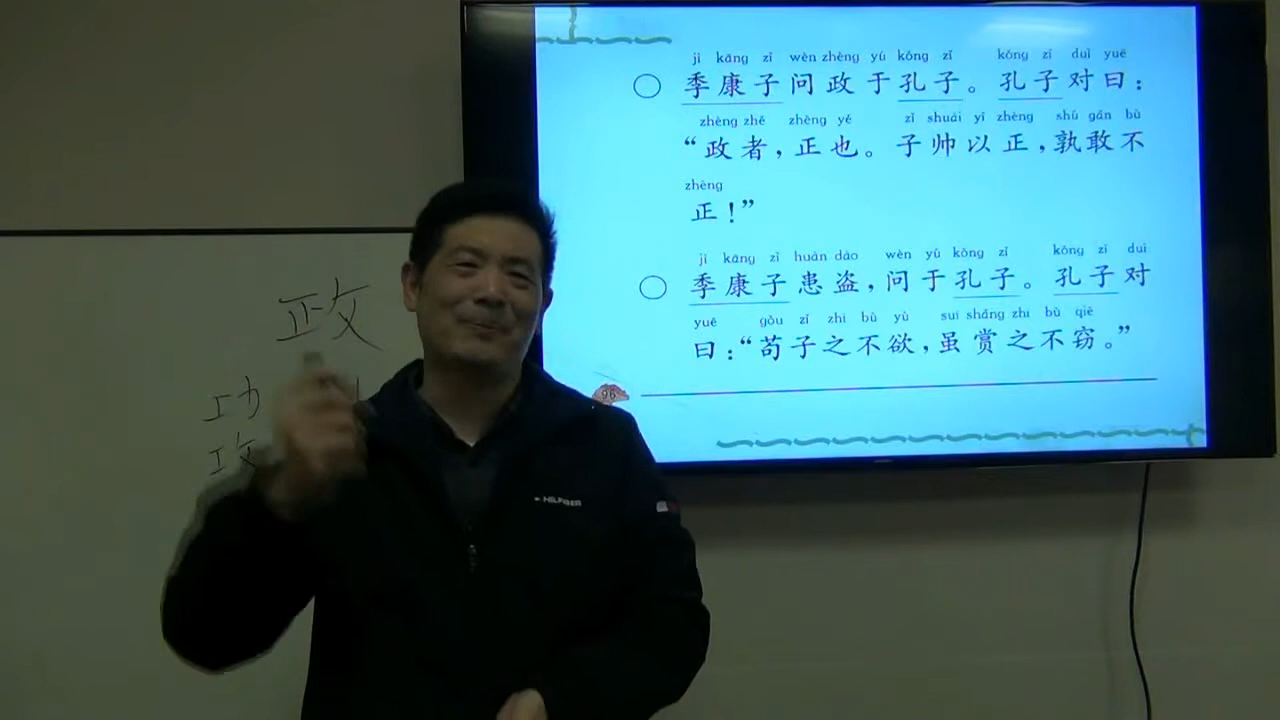 jì kāng zǐ wèn zhèng yú kǒng zǐ kǒng zǐ duì yuē
季康子问政于孔子。孔子对曰：
zhèng zhě zhèng yě zǐ shuài yǐ zhèng shú gǎn bù
“政者，正也。子帅以正，孰敢不
zhèng
正！”
jì kāng zǐ huàn dào wèn yú kǒng zǐ kǒng zǐ duì
季康子患盗，问于孔子。孔子对
yuē gǒu zǐ zhī bù yù suī shǎng zhī bù qiè
曰：“苟子之不欲，虽赏之不窃。”
96
政
功
攻